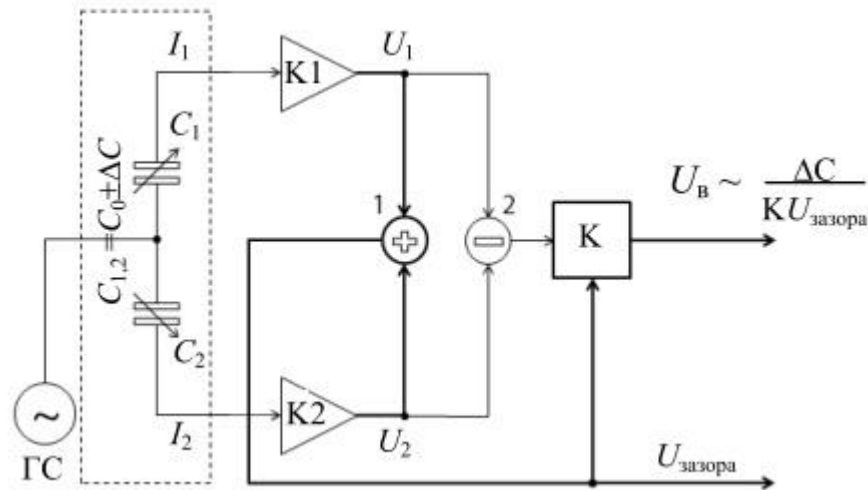 I₁
U₁
K1
C₁
C₁,₂ = C₀ ± ΔC
1
2
K
Uв ~ ΔC
KUзазора
C₂
K2
~
ГС
I₂
U₂
Uзазора